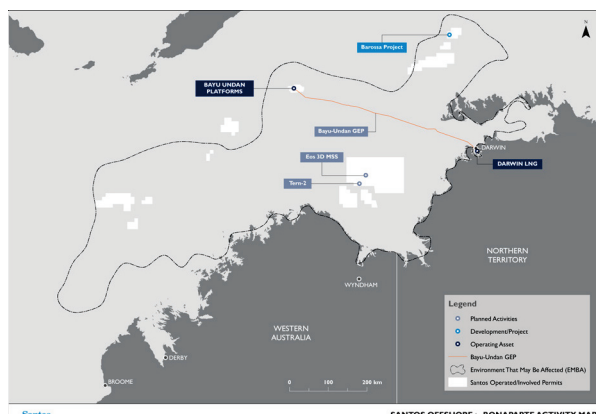 N
Barossa Project
BAYU UNDAN
PLATFORMS
Bayu-Undan GEP
DARWIN
DARWIN LNG
Eos 3D MSS
Tern-2
NORTHERN
TERRITORY
WYNDHAM
WESTERN
AUSTRALIA
DERBY
BROOME
0 100 200 km
Legend
Planned Activities
Development/Project
Operating Asset
Bayu-Undan GEP
Environment That May Be Affected (EMBA)
Santos Operated/Involved Permits
Santos
SANTOS OFFSHORE - BONAPARTE ACTIVITY MAP